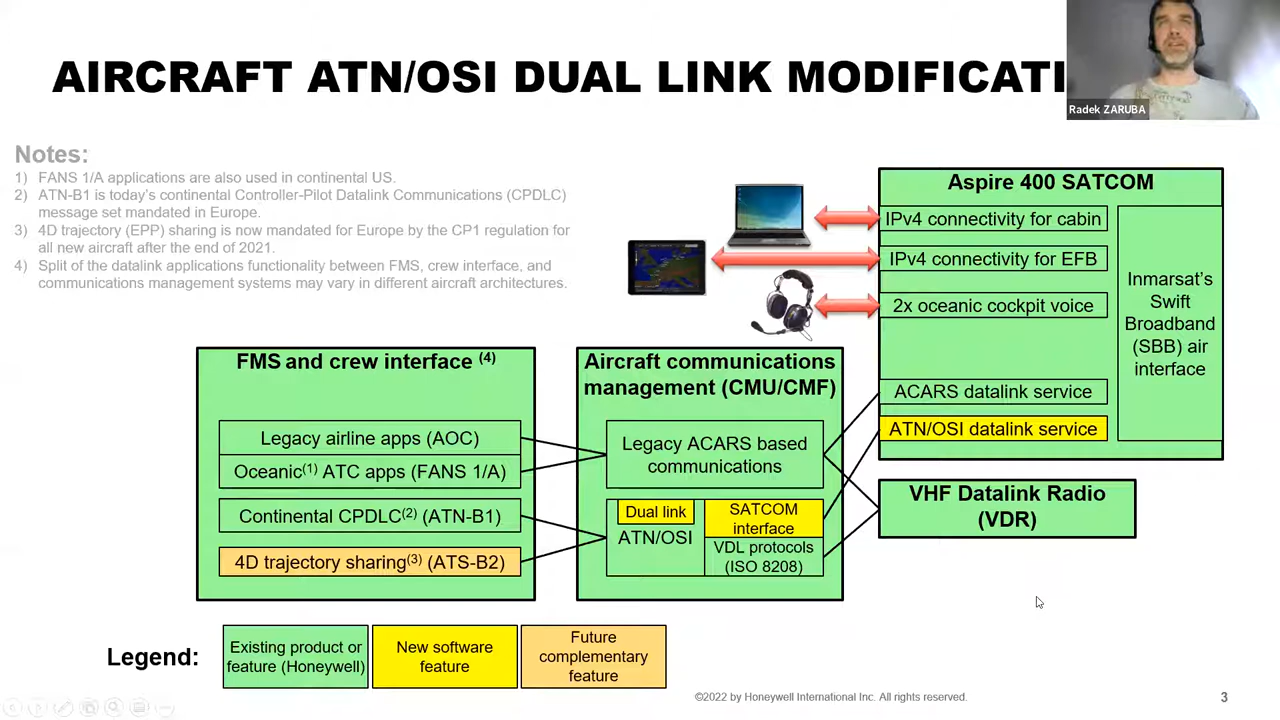 AIRCRAFT ATN/OSI DUAL LINK MODIFICATI
Radek ZARUBA
Notes:
1) FANS 1/A applications are also used in continental US.
2) ATN-B1 is today's continental Controller-Pilot Datalink Communications (CPDLC)
message set mandated in Europe.
3) 4D trajectory (EPP) sharing is now mandated for Europe by the CP1 regulation for
all new aircraft after the end of 2021.
4) Split of the datalink applications functionality between FMS, crew interface, and
communications management systems may vary in different aircraft architectures.
Aspire 400 SATCOM
IPv4 connectivity for cabin
IPv4 connectivity for EFB
2x oceanic cockpit voice
ACARS datalink service
ATN/OSI datalink service
Inmarsat's
Swift
Broadband
(SBB) air
interface
FMS and crew interface (4)
Legacy airline apps (AOC)
Oceanic(1) ATC apps (FANS 1/A)
Continental CPDLC(2) (ATN-B1)
4D trajectory sharing(3) (ATS-B2)
Aircraft communications
management (CMU/CMF)
Legacy ACARS based
communications
Dual link
ATN/OSI
SATCOM
interface
VDL protocols
(ISO 8208)
VHF Datalink Radio
(VDR)
Legend:
Existing product or
feature (Honeywell)
New software
feature
Future
complementary
feature
©2022 by Honeywell International Inc. All rights reserved.
3